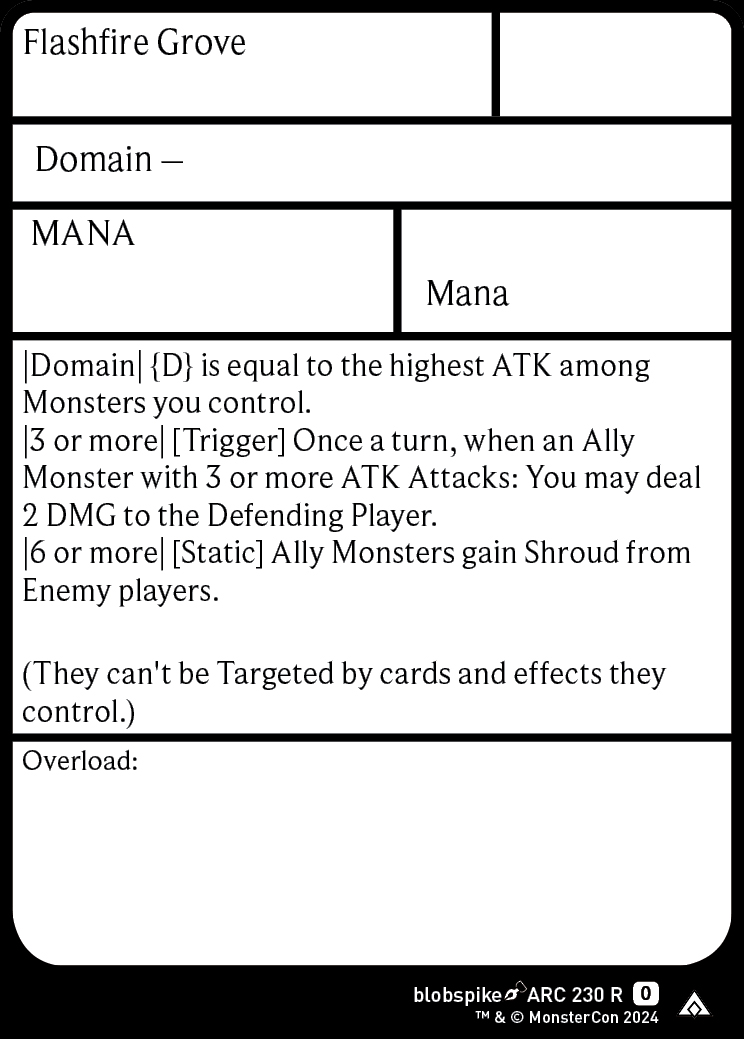 Flashfire Grove
Domain —
MANA
Mana
|Domain| {D} is equal to the highest ATK among
Monsters you control.
|3 or more| [Trigger] Once a turn, when an Ally
Monster with 3 or more ATK Attacks: You may deal
2 DMG to the Defending Player.
|6 or more| [Static] Ally Monsters gain Shroud from
Enemy players.
(They can't be Targeted by cards and effects they
control.)
Overload:
blobspike ARC 230 R 0
™ & © MonsterCon 2024